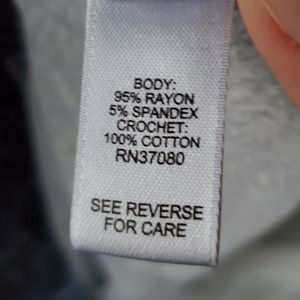 BODY:
95% RAYON
5% SPANDEX
CROCHET:
100% COTTON
RN37080
SEE REVERSE
FOR CARE